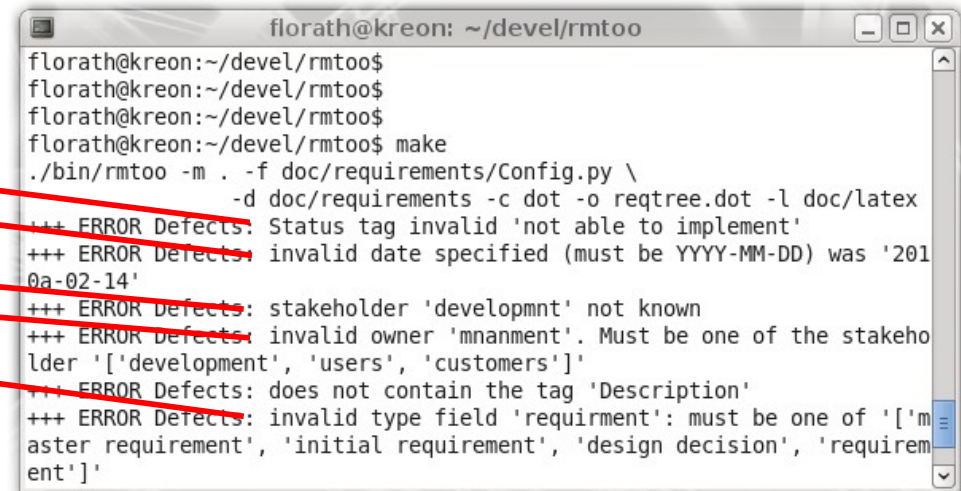 florath@kreon: ~/devel/rmtoo
florath@kreon:~/devel/rmtoo$
florath@kreon:~/devel/rmtoo$
florath@kreon:~/devel/rmtoo$
florath@kreon:~/devel/rmtoo$ make
./bin/rmtoo -m . -f doc/requirements/Config.py \
-d doc/requirements -c dot -o reqtree.dot -l doc/latex
+++ ERROR Defects: Status tag invalid 'not able to implement'
+++ ERROR Defects: invalid date specified (must be YYYY-MM-DD) was '201
0a-02-14'
+++ ERROR Defects: stakeholder 'developmnt' not known
+++ ERROR Defects: invalid owner 'mnanment'. Must be one of the stakeho
lder '['development', 'users', 'customers']'
+++ ERROR Defects: does not contain the tag 'Description'
+++ ERROR Defects: invalid type field 'requirment': must be one of '['m
aster requirement', 'initial requirement', 'design decision', 'requirem
ent']'